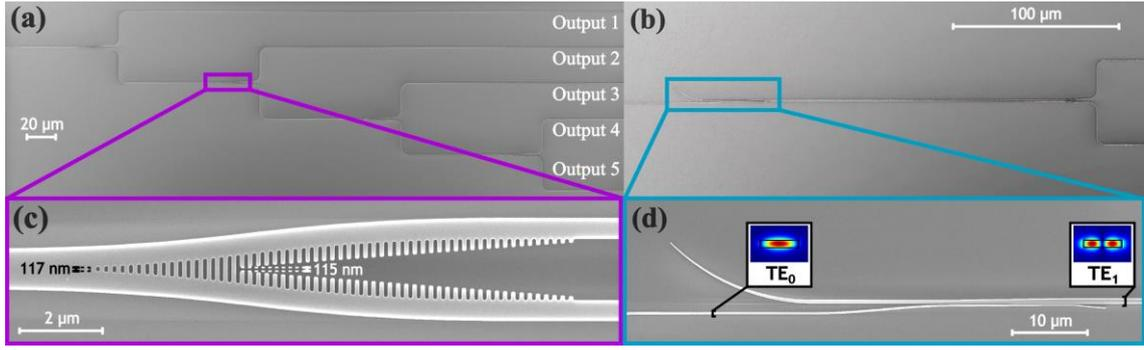 (a)
Output 1
Output 2
Output 3
Output 4
Output 5
20 µm
(b)
100 µm
(c)
117 nm
115 nm
2 µm
(d)
TE₀
TE₁
10 µm